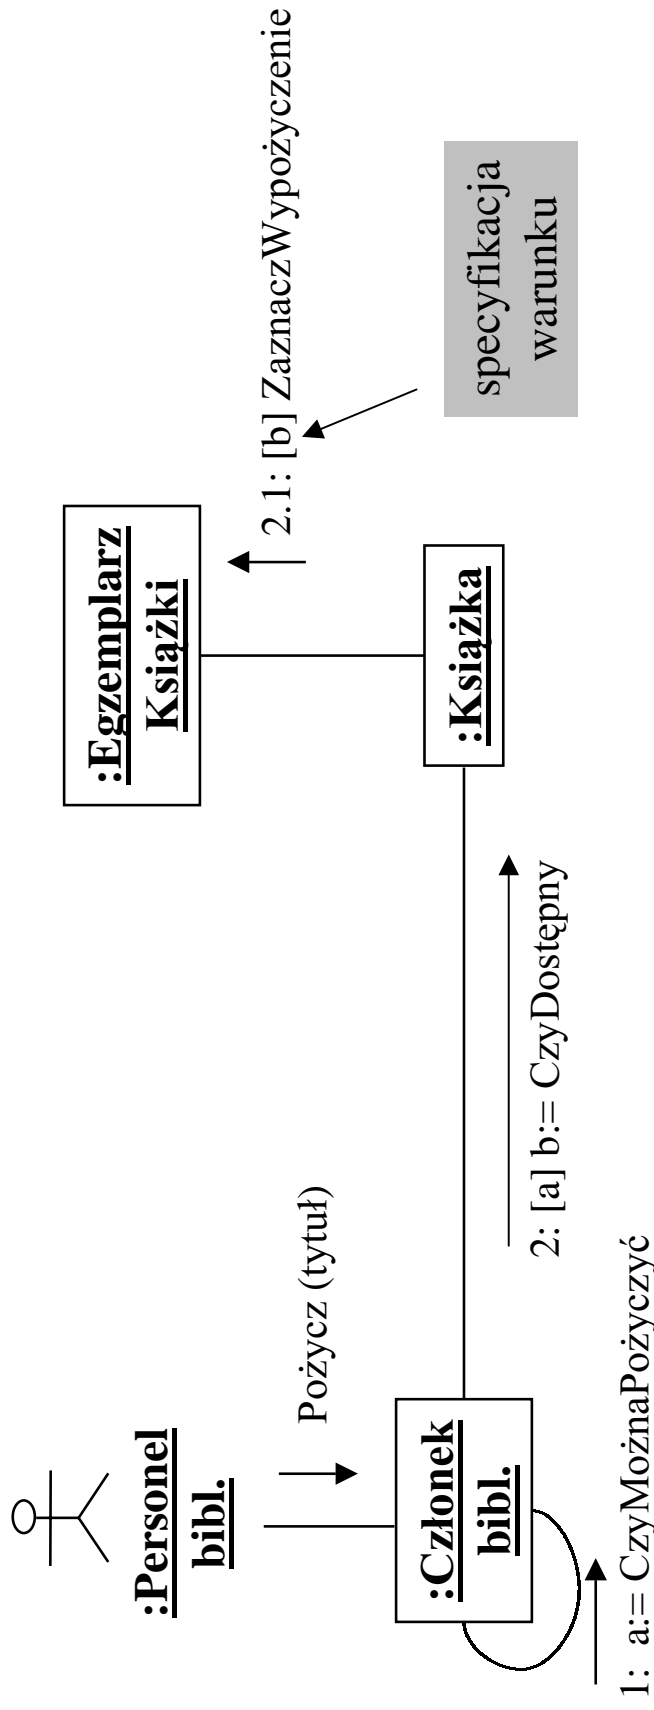 :Personel
bibl.
Pożycz (tytuł)
:Członek
bibl.
1: a:= CzyMożnaPożyczyć
2: [a] b:= CzyDostępny
:Egzemplarz
Książki
:Książka
2.1: [b] ZaznaczWypożyczenie
specyfikacja
warunku